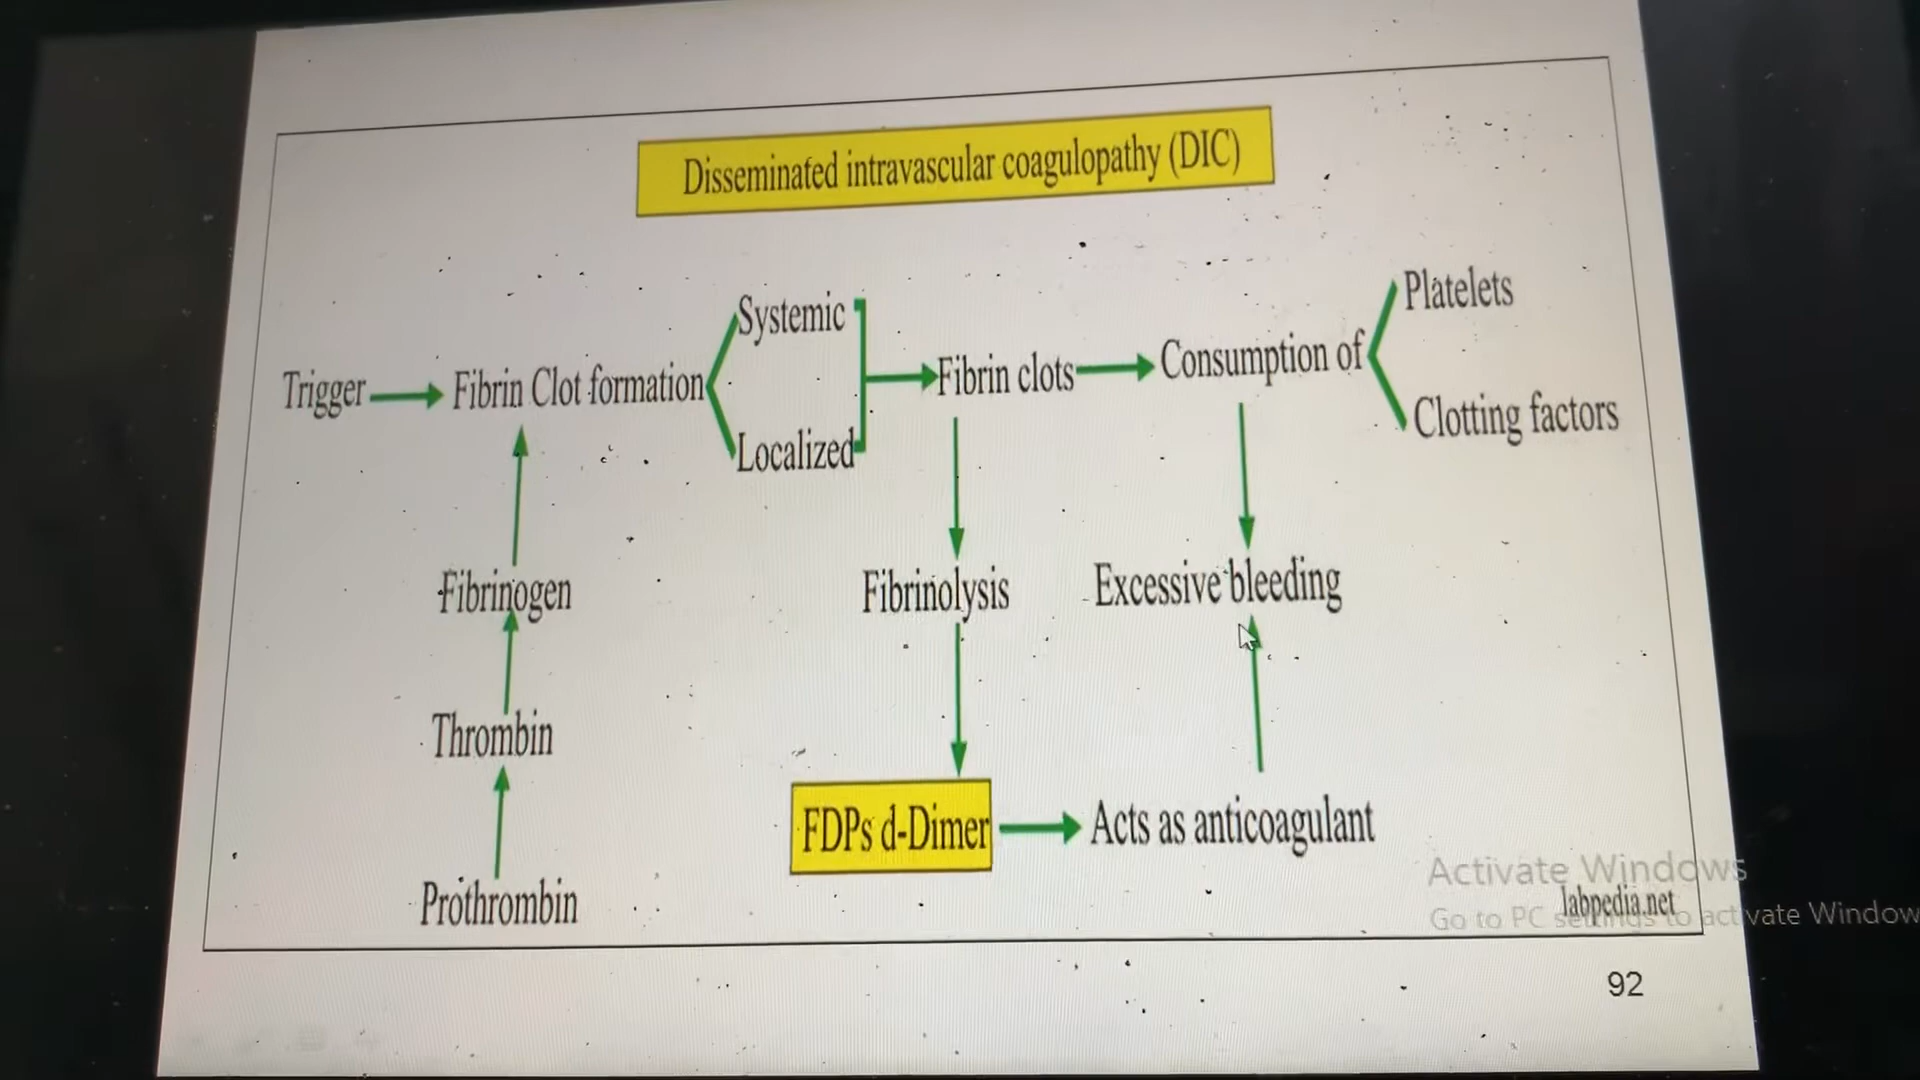 Disseminated intravascular coagulopathy (DIC)
Systemic
Platelets
Trigger
Fibrin Clot formation
Fibrin clots
Consumption of
Localized
Clotting factors
Fibrinogen
Fibrinolysis
Excessive bleeding
Thrombin
FDPs d-Dimer
Acts as anticoagulant
Prothrombin
Activate Windows
labpedia.net
Go to PC settings to activate Window
92